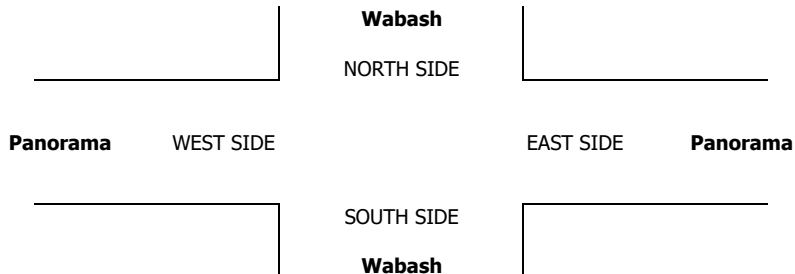 Wabash
NORTH SIDE
Panorama WEST SIDE EAST SIDE Panorama
SOUTH SIDE
Wabash